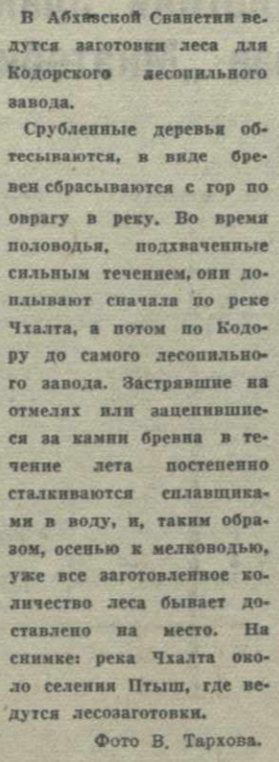 В Абхазской Сванетии ве-
дутся заготовки леса для
Кодорского лесопильного
завода.
Срубленные деревья об-
тесываются, в виде бре-
вен сбрасываются с гор по
оврагу в реку. Во время
половодья, подхваченные
сильным течением, они до-
плывают сначала по реке
Чхалта, а потом по Кодо-
ру до самого лесопильно-
го завода. Застрявшие на
отмелях или зацепившие-
ся за камни бревна в те-
чение лета постепенно
сталкиваются сплавщика-
ми в воду, и, таким обра-
зом, осенью к мелководью,
уже все заготовленное ко-
личество леса бывает до-
ставлено на место. На
снимке: река Чхалта око-
ло селения Птыш, где ве-
дутся лесозаготовки.
Фото В. Тархова.